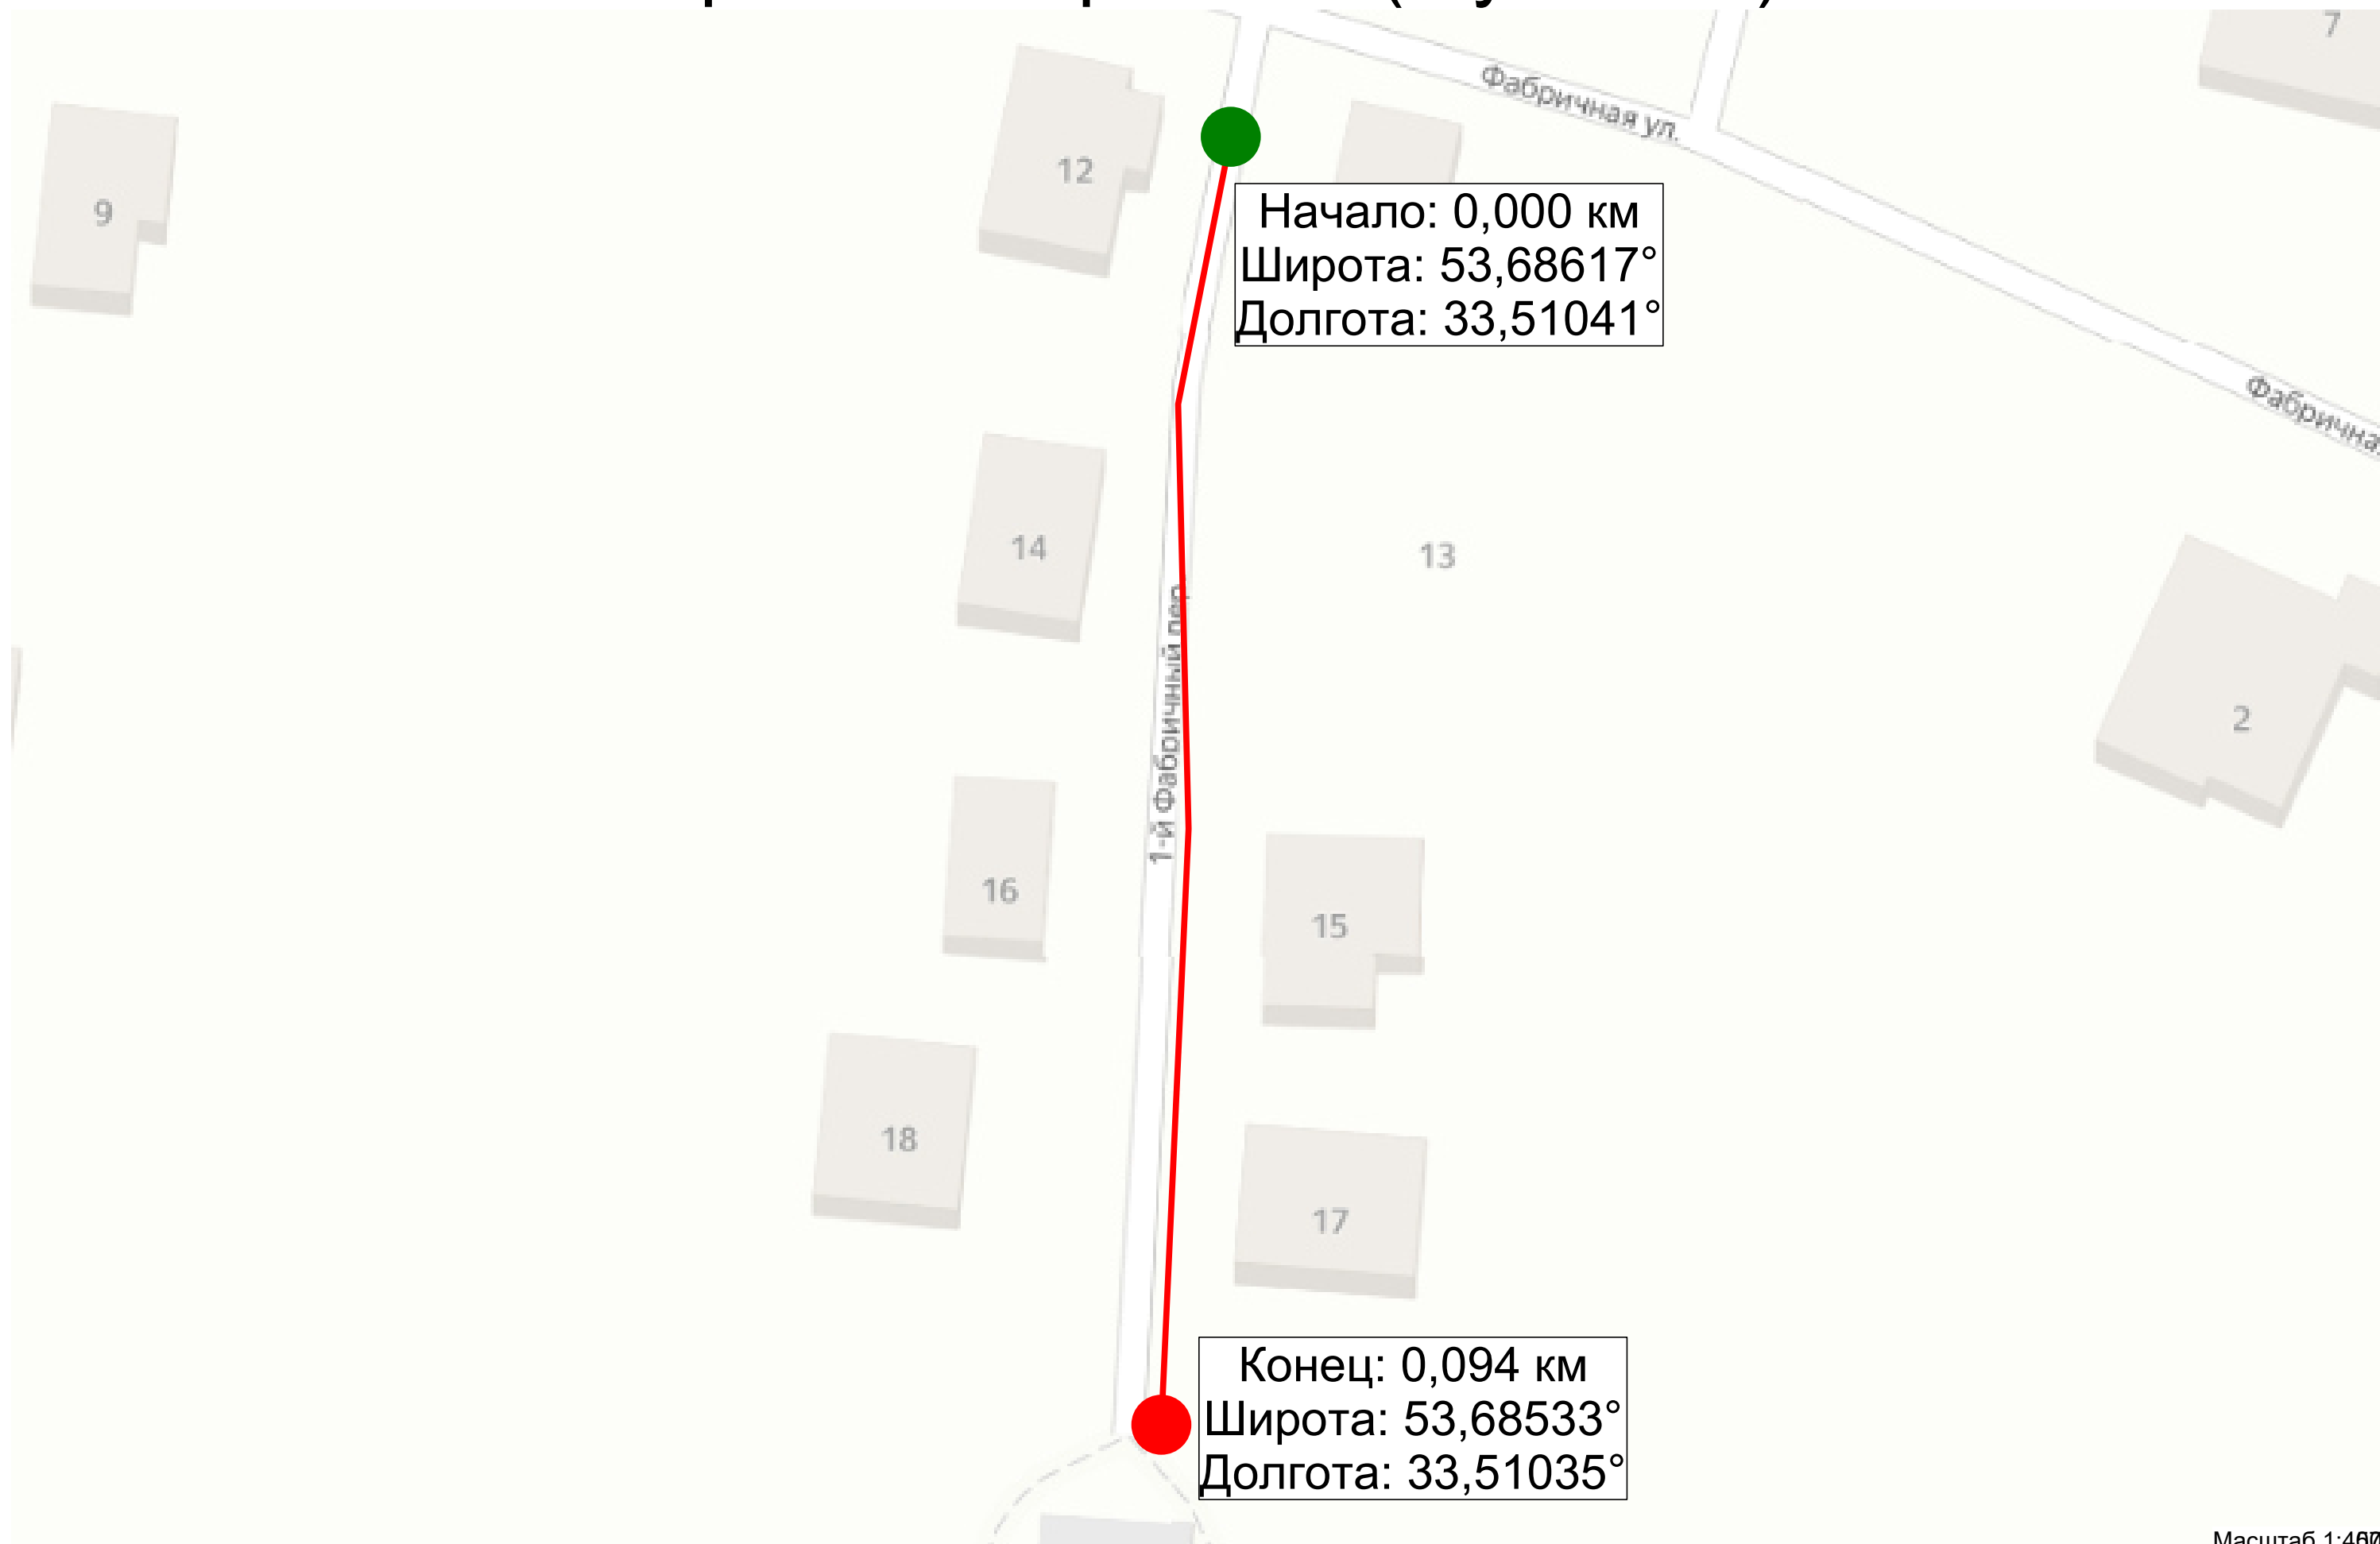 7
Фабричная ул.
12
9
Начало: 0,000 км
Широта: 53,68617°
Долгота: 33,51041°
14
13
1-й Фабричный пер.
2
16
15
18
17
Конец: 0,094 км
Широта: 53,68533°
Долгота: 33,51035°
Масштаб